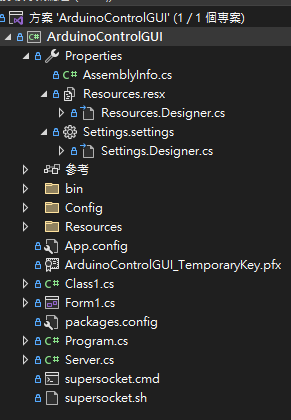 方案 'ArduinoControlGUI' (1 / 1 個專案)
ArduinoControlGUI
Properties
AssemblyInfo.cs
Resources.resx
Resources.Designer.cs
Settings.settings
Settings.Designer.cs
參考
bin
Config
Resources
App.config
ArduinoControlGUI_TemporaryKey.pfx
Class1.cs
Form1.cs
packages.config
Program.cs
Server.cs
supersocket.cmd
supersocket.sh